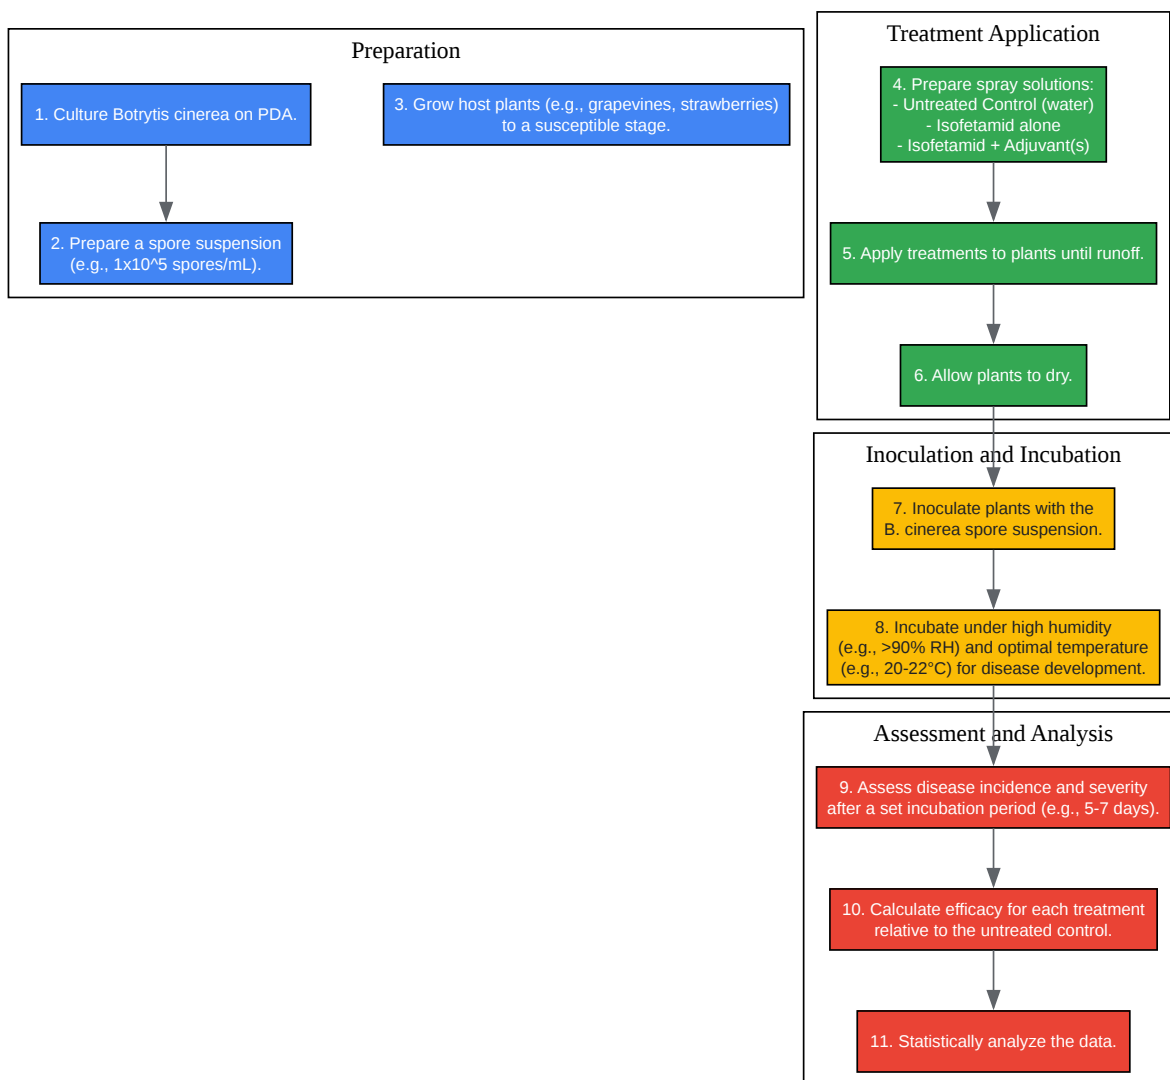 Preparation
1. Culture Botrytis cinerea on PDA.
3. Grow host plants (e.g., grapevines, strawberries)
to a susceptible stage.
2. Prepare a spore suspension
(e.g., 1x10^5 spores/mL).
Treatment Application
4. Prepare spray solutions:
- Untreated Control (water)
- Isofetamid alone
- Isofetamid + Adjuvant(s)
5. Apply treatments to plants until runoff.
6. Allow plants to dry.
Inoculation and Incubation
7. Inoculate plants with the
B. cinerea spore suspension.
8. Incubate under high humidity
(e.g., >90% RH) and optimal temperature
(e.g., 20-22°C) for disease development.
Assessment and Analysis
9. Assess disease incidence and severity
after a set incubation period (e.g., 5-7 days).
10. Calculate efficacy for each treatment
relative to the untreated control.
11. Statistically analyze the data.